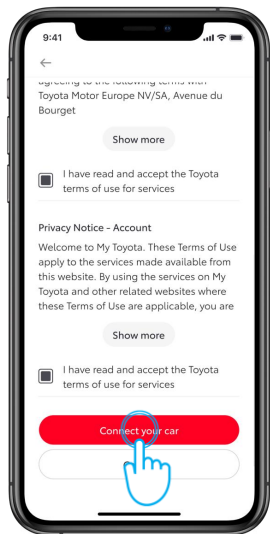 9:41
agreeing to the following terms with
Toyota Motor Europe NV/SA, Avenue du
Bourget
Show more
I have read and accept the Toyota
terms of use for services
Privacy Notice - Account
Welcome to My Toyota. These Terms of Use
apply to the services made available from
this website. By using the services on My
Toyota and other related websites where
these Terms of Use are applicable, you are
Show more
I have read and accept the Toyota
terms of use for services
Connect your car